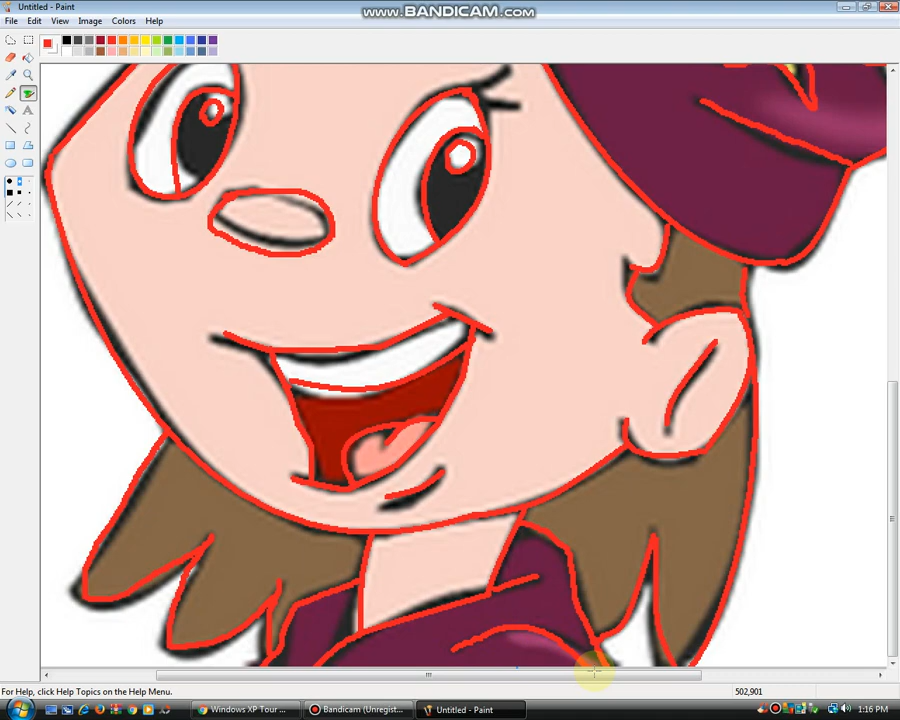 Untitled - Paint
www.BANDICAM.com
File Edit View Image Colors Help
For Help, click Help Topics on the Help Menu.
502,901
Windows XP Tour ...
Bandicam (Unregist...
Untitled - Paint
1:16 PM